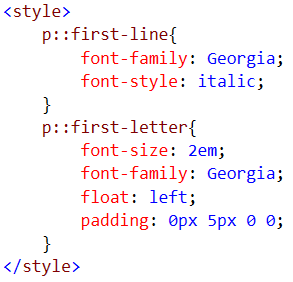 <style>
    p::first-line{
        font-family: Georgia;
        font-style: italic;
    }
    p::first-letter{
        font-size: 2em;
        font-family: Georgia;
        float: left;
        padding: 0px 5px 0 0;
    }
</style>